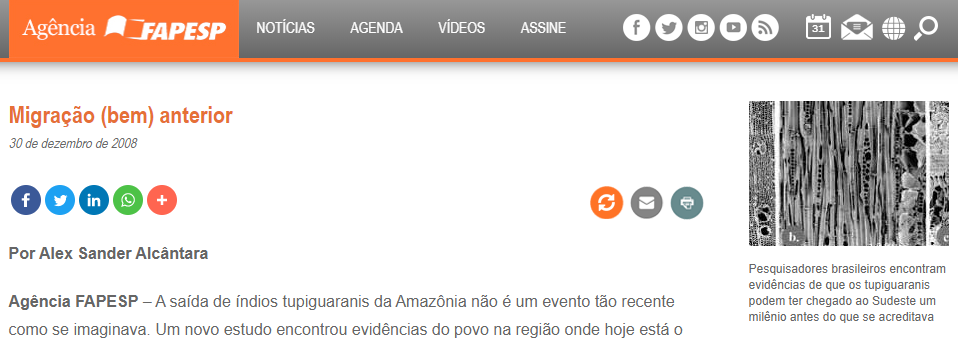 Agência FAPESP
NOTÍCIAS AGENDA VÍDEOS ASSINE
31
Migração (bem) anterior
30 de dezembro de 2008
Por Alex Sander Alcântara
Agência FAPESP – A saída de índios tupiguaranis da Amazônia não é um evento tão recente
como se imaginava. Um novo estudo encontrou evidências do povo na região onde hoje está o
b.
c
Pesquisadores brasileiros encontram
evidências de que os tupiguaranis
podem ter chegado ao Sudeste um
milênio antes do que se acreditava